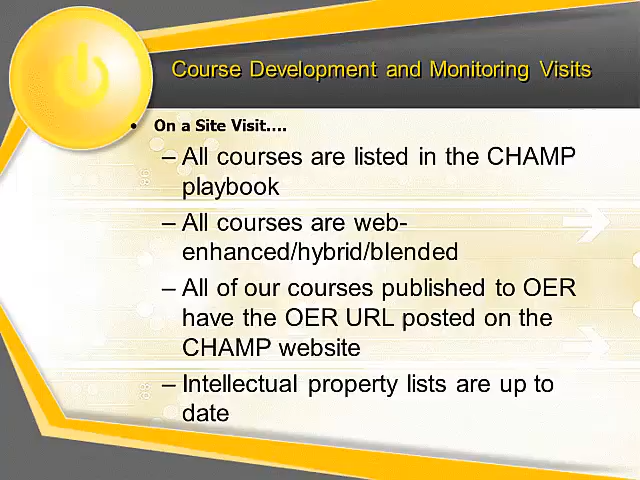 Course Development and Monitoring Visits
• On a Site Visit....
– All courses are listed in the CHAMP
playbook
– All courses are web-
enhanced/hybrid/blended
– All of our courses published to OER
have the OER URL posted on the
CHAMP website
– Intellectual property lists are up to
date